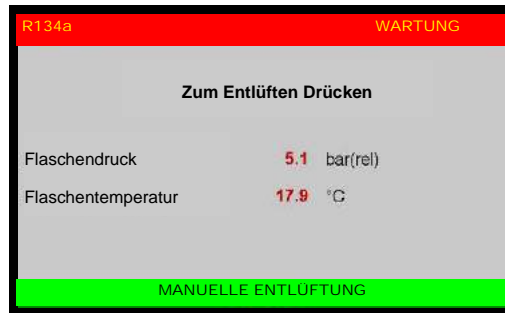 R134a WARTUNG
Zum Entlüften Drücken
Flaschendruck 5.1 bar(rel)
Flaschentemperatur 17.9 °C
MANUELLE ENTLÜFTUNG